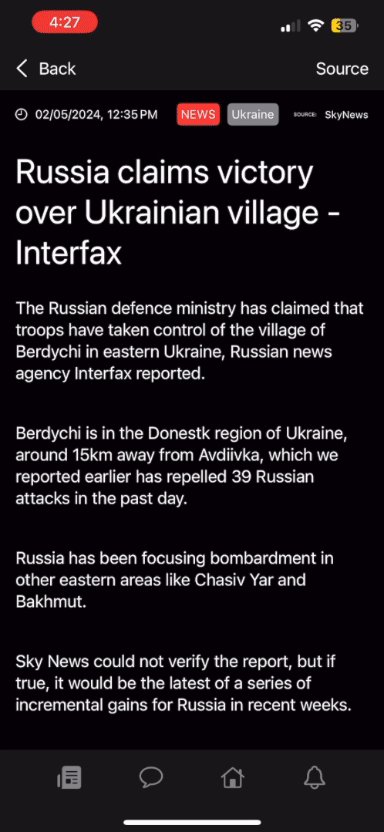 4:27
35
Back
Source
02/05/2024, 12:35 PM NEWS Ukraine SOURCE: SkyNews
Russia claims victory
over Ukrainian village -
Interfax
The Russian defence ministry has claimed that
troops have taken control of the village of
Berdychi in eastern Ukraine, Russian news
agency Interfax reported.
Berdychi is in the Donestk region of Ukraine,
around 15km away from Avdiivka, which we
reported earlier has repelled 39 Russian
attacks in the past day.
Russia has been focusing bombardment in
other eastern areas like Chasiv Yar and
Bakhmut.
Sky News could not verify the report, but if
true, it would be the latest of a series of
incremental gains for Russia in recent weeks.